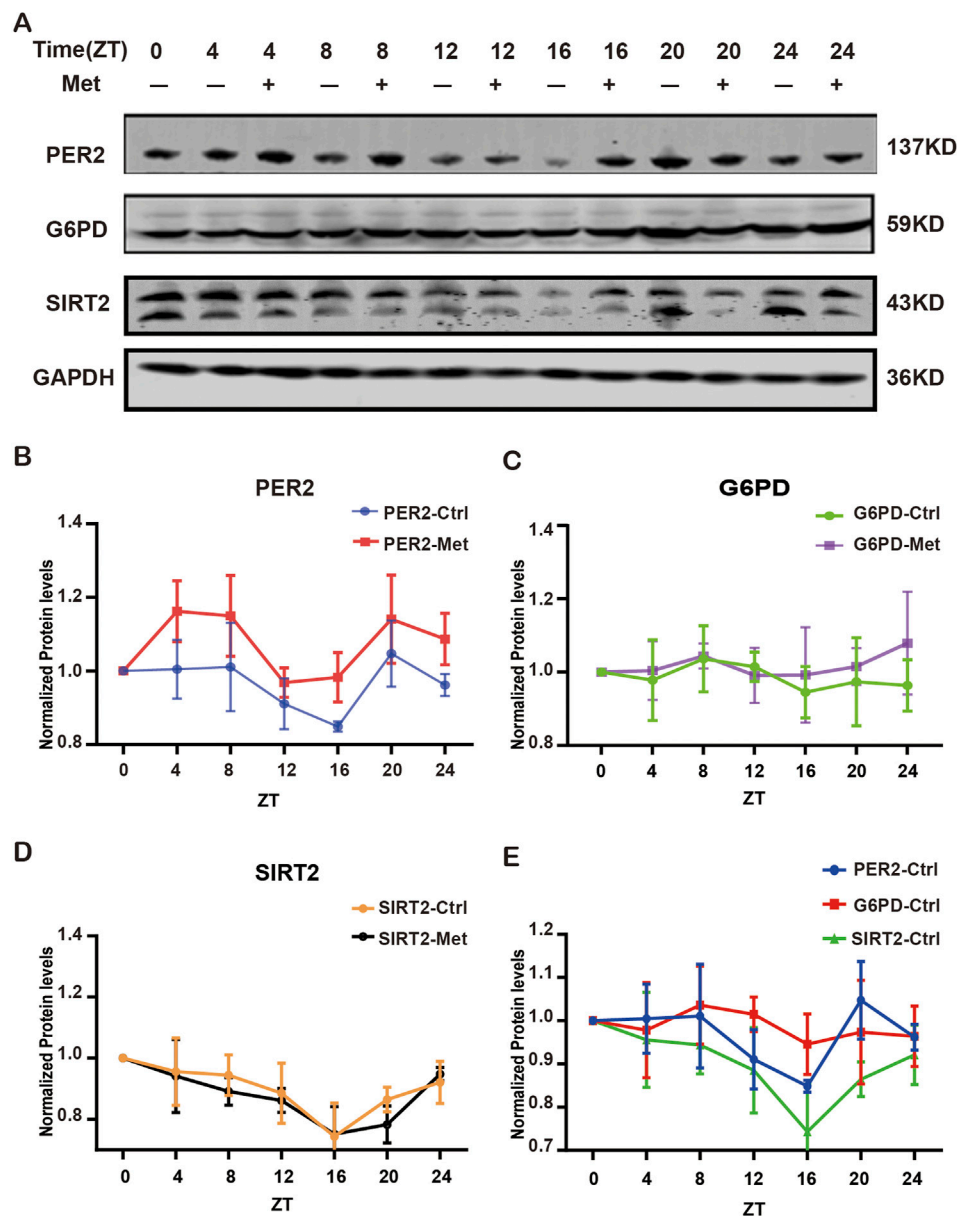 A
Time(ZT) 0 4 4 8 8 12 12 16 16 20 20 24 24
Met — — + — + — + — + — + — +
PER2 137KD
G6PD 59KD
SIRT2 43KD
GAPDH 36KD
B
PER2
PER2-Ctrl
PER2-Met
Normalized Protein levels
1.4
1.2
1.0
0.8
0 4 8 12 16 20 24
ZT
C
G6PD
G6PD-Ctrl
G6PD-Met
Normalized Protein levels
1.4
1.2
1.0
0.8
0 4 8 12 16 20 24
ZT
D
SIRT2
SIRT2-Ctrl
SIRT2-Met
Normalized Protein levels
1.4
1.2
1.0
0.8
0 4 8 12 16 20 24
ZT
E
PER2-Ctrl
G6PD-Ctrl
SIRT2-Ctrl
Normalized Protein levels
1.2
1.1
1.0
0.9
0.8
0.7
0 4 8 12 16 20 24
ZT